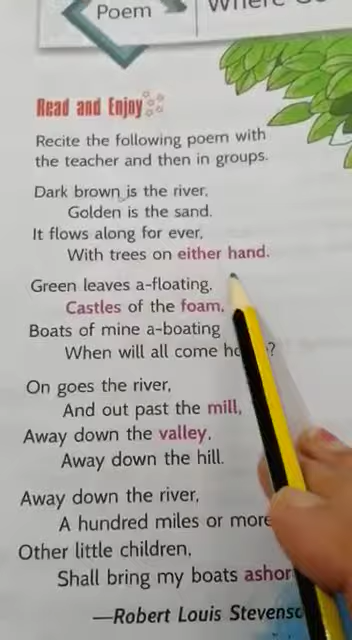 Poem
Read and Enjoy
Recite the following poem with
the teacher and then in groups.
Dark brown is the river,
Golden is the sand.
It flows along for ever,
With trees on either hand.
Green leaves a-floating,
Castles of the foam,
Boats of mine a-boating
When will all come ?
On goes the river,
And out past the mill,
Away down the valley,
Away down the hill.
Away down the river,
A hundred miles or more
Other little children,
Shall bring my boats
—Robert Louis